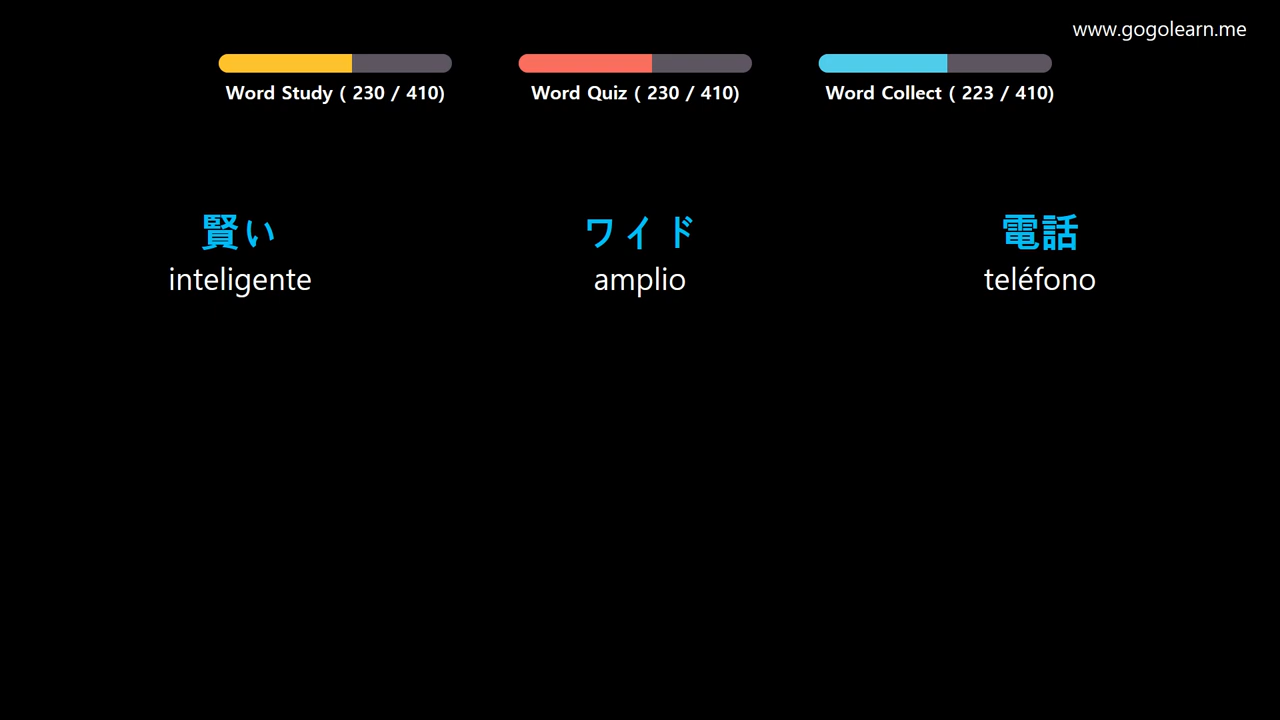 www.gogolearn.me
Word Study ( 230 / 410)
Word Quiz ( 230 / 410)
Word Collect ( 223 / 410)
賢い
inteligente
ワイド
amplio
電話
teléfono